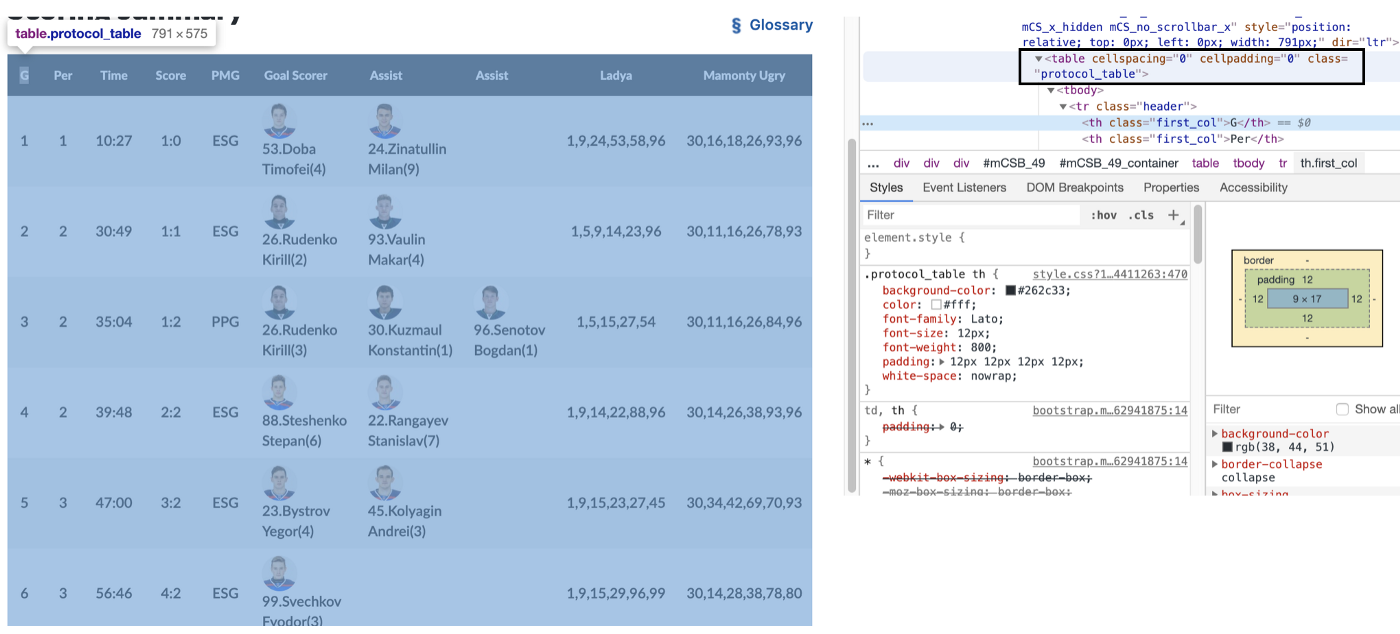 Scoring Summary
table.protocol_table 791 × 575
§ Glossary
G Per Time Score PMG Goal Scorer Assist Assist Ladya Mamonty Ugry
1 1 10:27 1:0 ESG 53.Doba Timofei(4) 24.Zinatullin Milan(9) 1,9,24,53,58,96 30,16,18,26,93,96
2 2 30:49 1:1 ESG 26.Rudenko Kirill(2) 93.Vaulin Makar(4) 1,5,9,14,23,96 30,11,16,26,78,93
3 2 35:04 1:2 PPG 26.Rudenko Kirill(3) 30.Kuzmaul Konstantin(1) 96.Senotov Bogdan(1) 1,5,15,27,54 30,11,16,26,84,96
4 2 39:48 2:2 ESG 88.Steshenko Stepan(6) 22.Rangayev Stanislav(7) 1,9,14,22,88,96 30,14,26,38,93,96
5 3 47:00 3:2 ESG 23.Bystrov Yegor(4) 45.Kolyagin Andrei(3) 1,9,15,23,27,45 30,34,42,69,70,93
6 3 56:46 4:2 ESG 99.Svechkov Fyodor(3) 1,9,15,29,96,99 30,14,28,38,78,80
mCS_x_hidden mCS_no_scrollbar_x" style="position:
relative; top: 0px; left: 0px; width: 791px;" dir="ltr">
▼<table cellspacing="0" cellpadding="0" class=
"protocol_table">
▼<tbody>
▼<tr class="header">
… <th class="first_col">G</th> == $0
<th class="first_col">Per</th>
… div div div #mCSB_49 #mCSB_49_container table tbody tr th.first_col
Styles Event Listeners DOM Breakpoints Properties Accessibility
Filter :hov .cls +
element.style {
}
.protocol_table th { style.css?1…4411263:470
background-color: #262c33;
color: #fff;
font-family: Lato;
font-size: 12px;
font-weight: 800;
padding: ▶ 12px 12px 12px 12px;
white-space: nowrap;
}
td, th { bootstrap.m…62941875:14
padding: ▶ 0;
}
* { bootstrap.m…62941875:14
-webkit-box-sizing: border-box;
-moz-box-sizing: border-box;
border -
padding 12
- 12 9 × 17 12 -
12
-
Filter Show all
▶ background-color
rgb(38, 44, 51)
▶ border-collapse
collapse
▶ box-sizing